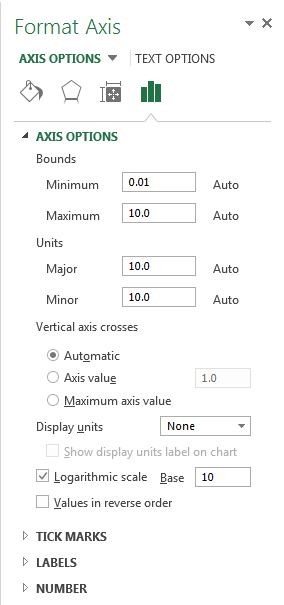 Format Axis
AXIS OPTIONS TEXT OPTIONS
AXIS OPTIONS
Bounds
Minimum 0.01 Auto
Maximum 10.0 Auto
Units
Major 10.0 Auto
Minor 10.0 Auto
Vertical axis crosses
Automatic
Axis value 1.0
Maximum axis value
Display units None
Show display units label on chart
Logarithmic scale Base 10
Values in reverse order
TICK MARKS
LABELS
NUMBER